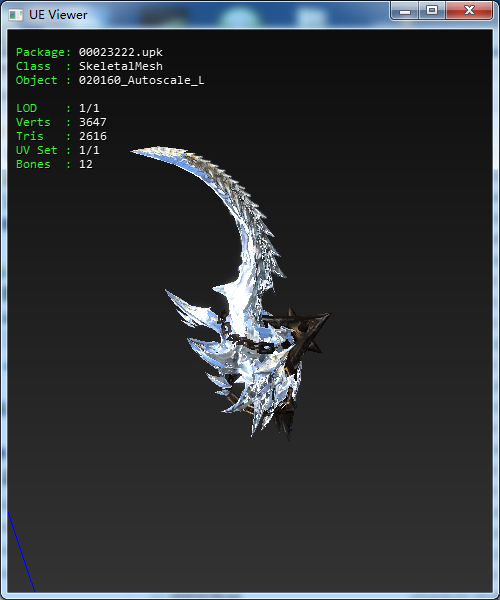 UE Viewer
Package: 00023222.upk
Class : SkeletalMesh
Object : 020160_Autoscale_L
LOD : 1/1
Verts : 3647
Tris : 2616
UV Set : 1/1
Bones : 12